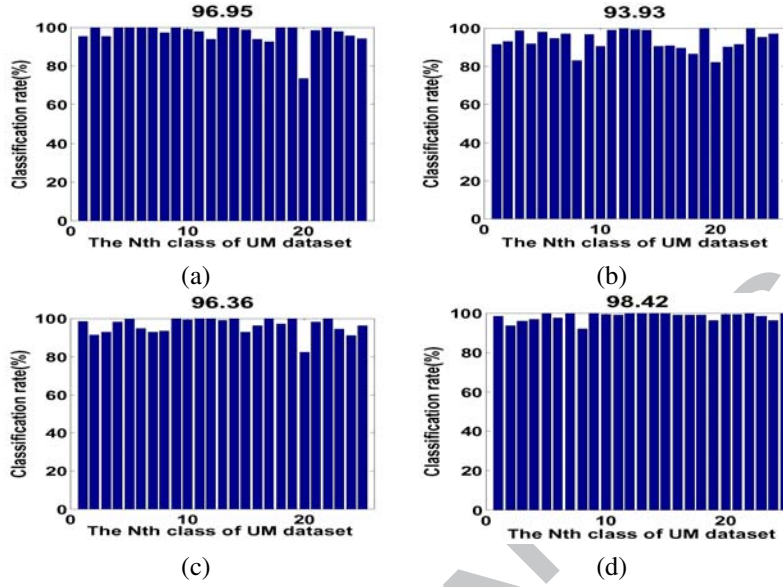 96.95
Classification rate(%)
100
80
60
40
20
0
0 10 20
The Nth class of UM dataset
(a)
93.93
Classification rate(%)
100
80
60
40
20
0
0 10 20
The Nth class of UM dataset
(b)
96.36
Classification rate(%)
100
80
60
40
20
0
0 10 20
The Nth class of UM dataset
(c)
98.42
Classification rate(%)
100
80
60
40
20
0
0 10 20
The Nth class of UM dataset
(d)